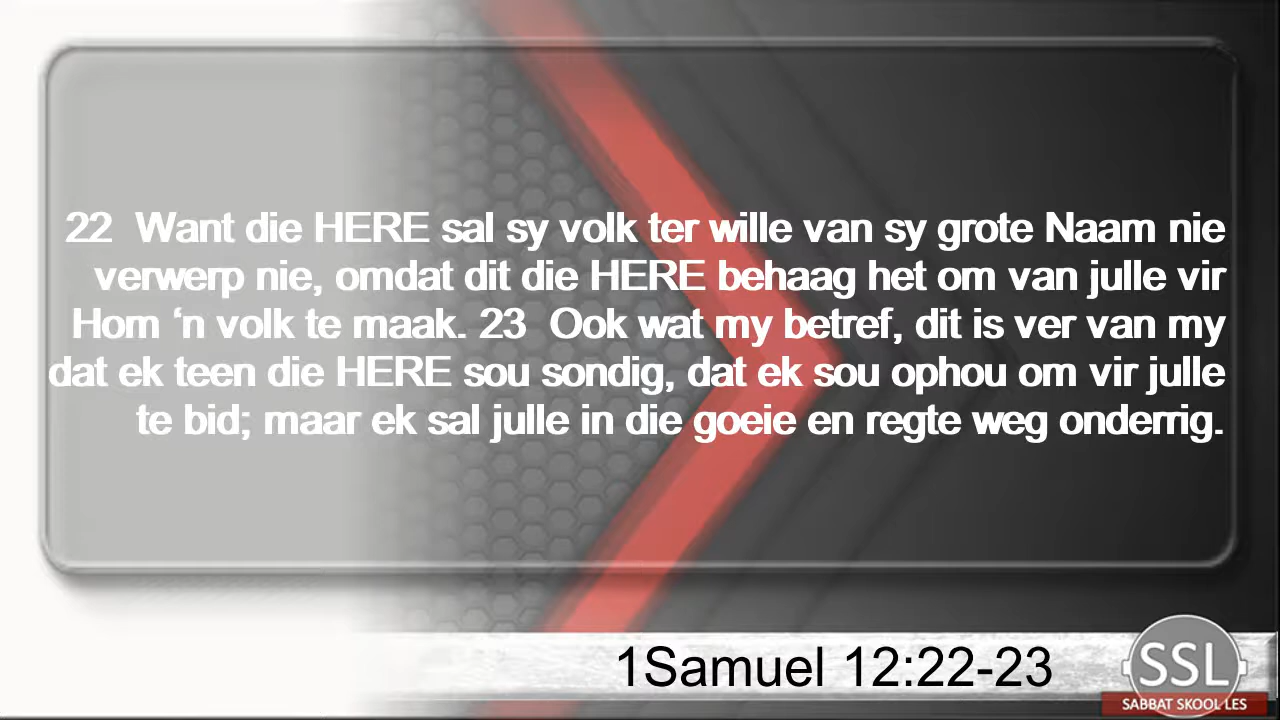 22  Want die HERE sal sy volk ter wille van sy grote Naam nie
verwerp nie, omdat dit die HERE behaag het om van julle vir
Hom ‘n volk te maak. 23  Ook wat my betref, dit is ver van my
dat ek teen die HERE sou sondig, dat ek sou ophou om vir julle
te bid; maar ek sal julle in die goeie en regte weg onderrig.
1Samuel 12:22-23
SSL
SABBAT SKOOL LES